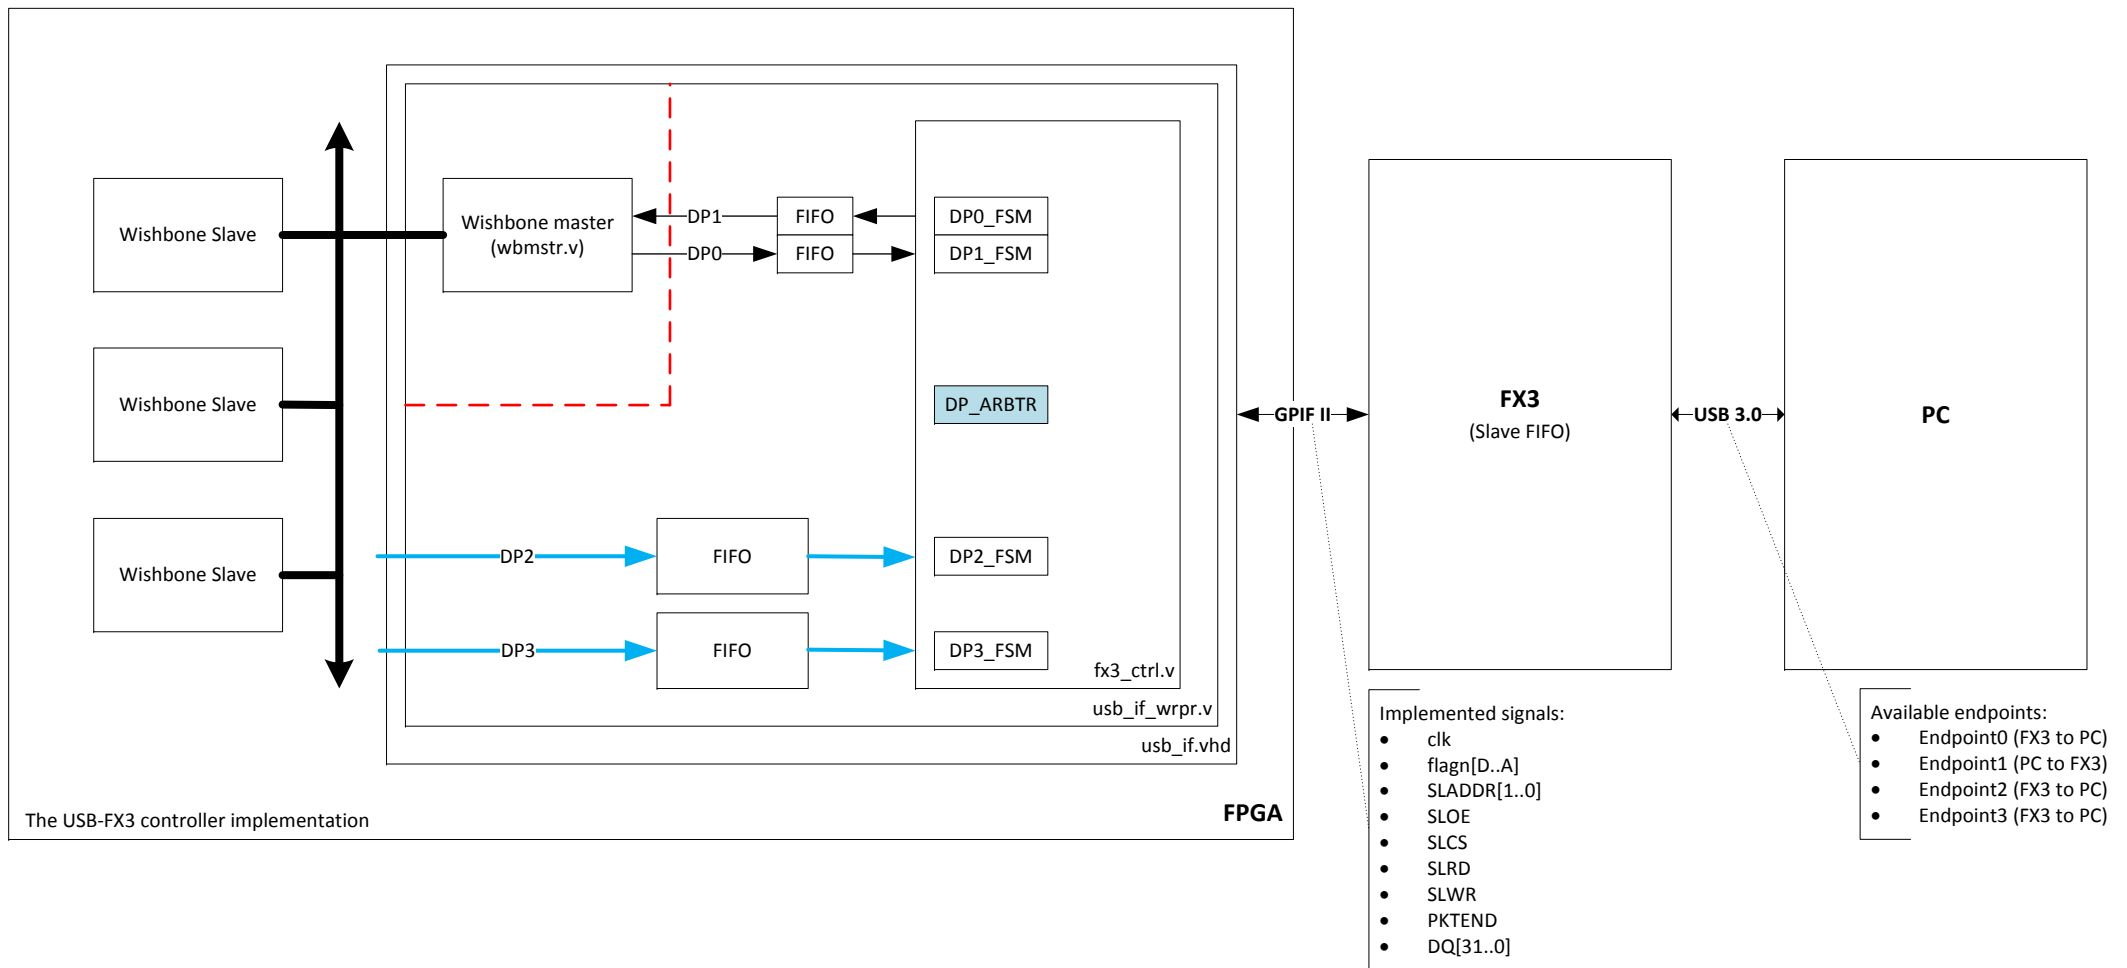 Wishbone Slave
Wishbone Slave
Wishbone Slave
Wishbone master
(wbmstr.v)
DP1
DP0
FIFO
FIFO
DP0_FSM
DP1_FSM
DP_ARBTR
DP2
FIFO
DP2_FSM
DP3
FIFO
DP3_FSM
fx3_ctrl.v
usb_if_wrpr.v
usb_if.vhd
The USB-FX3 controller implementation
FPGA
GPIF II
FX3
(Slave FIFO)
USB 3.0
PC
Implemented signals:
• clk
• flagn[D..A]
• SLADDR[1..0]
• SLOE
• SLCS
• SLRD
• SLWR
• PKTEND
• DQ[31..0]
Available endpoints:
• Endpoint0 (FX3 to PC)
• Endpoint1 (PC to FX3)
• Endpoint2 (FX3 to PC)
• Endpoint3 (FX3 to PC)